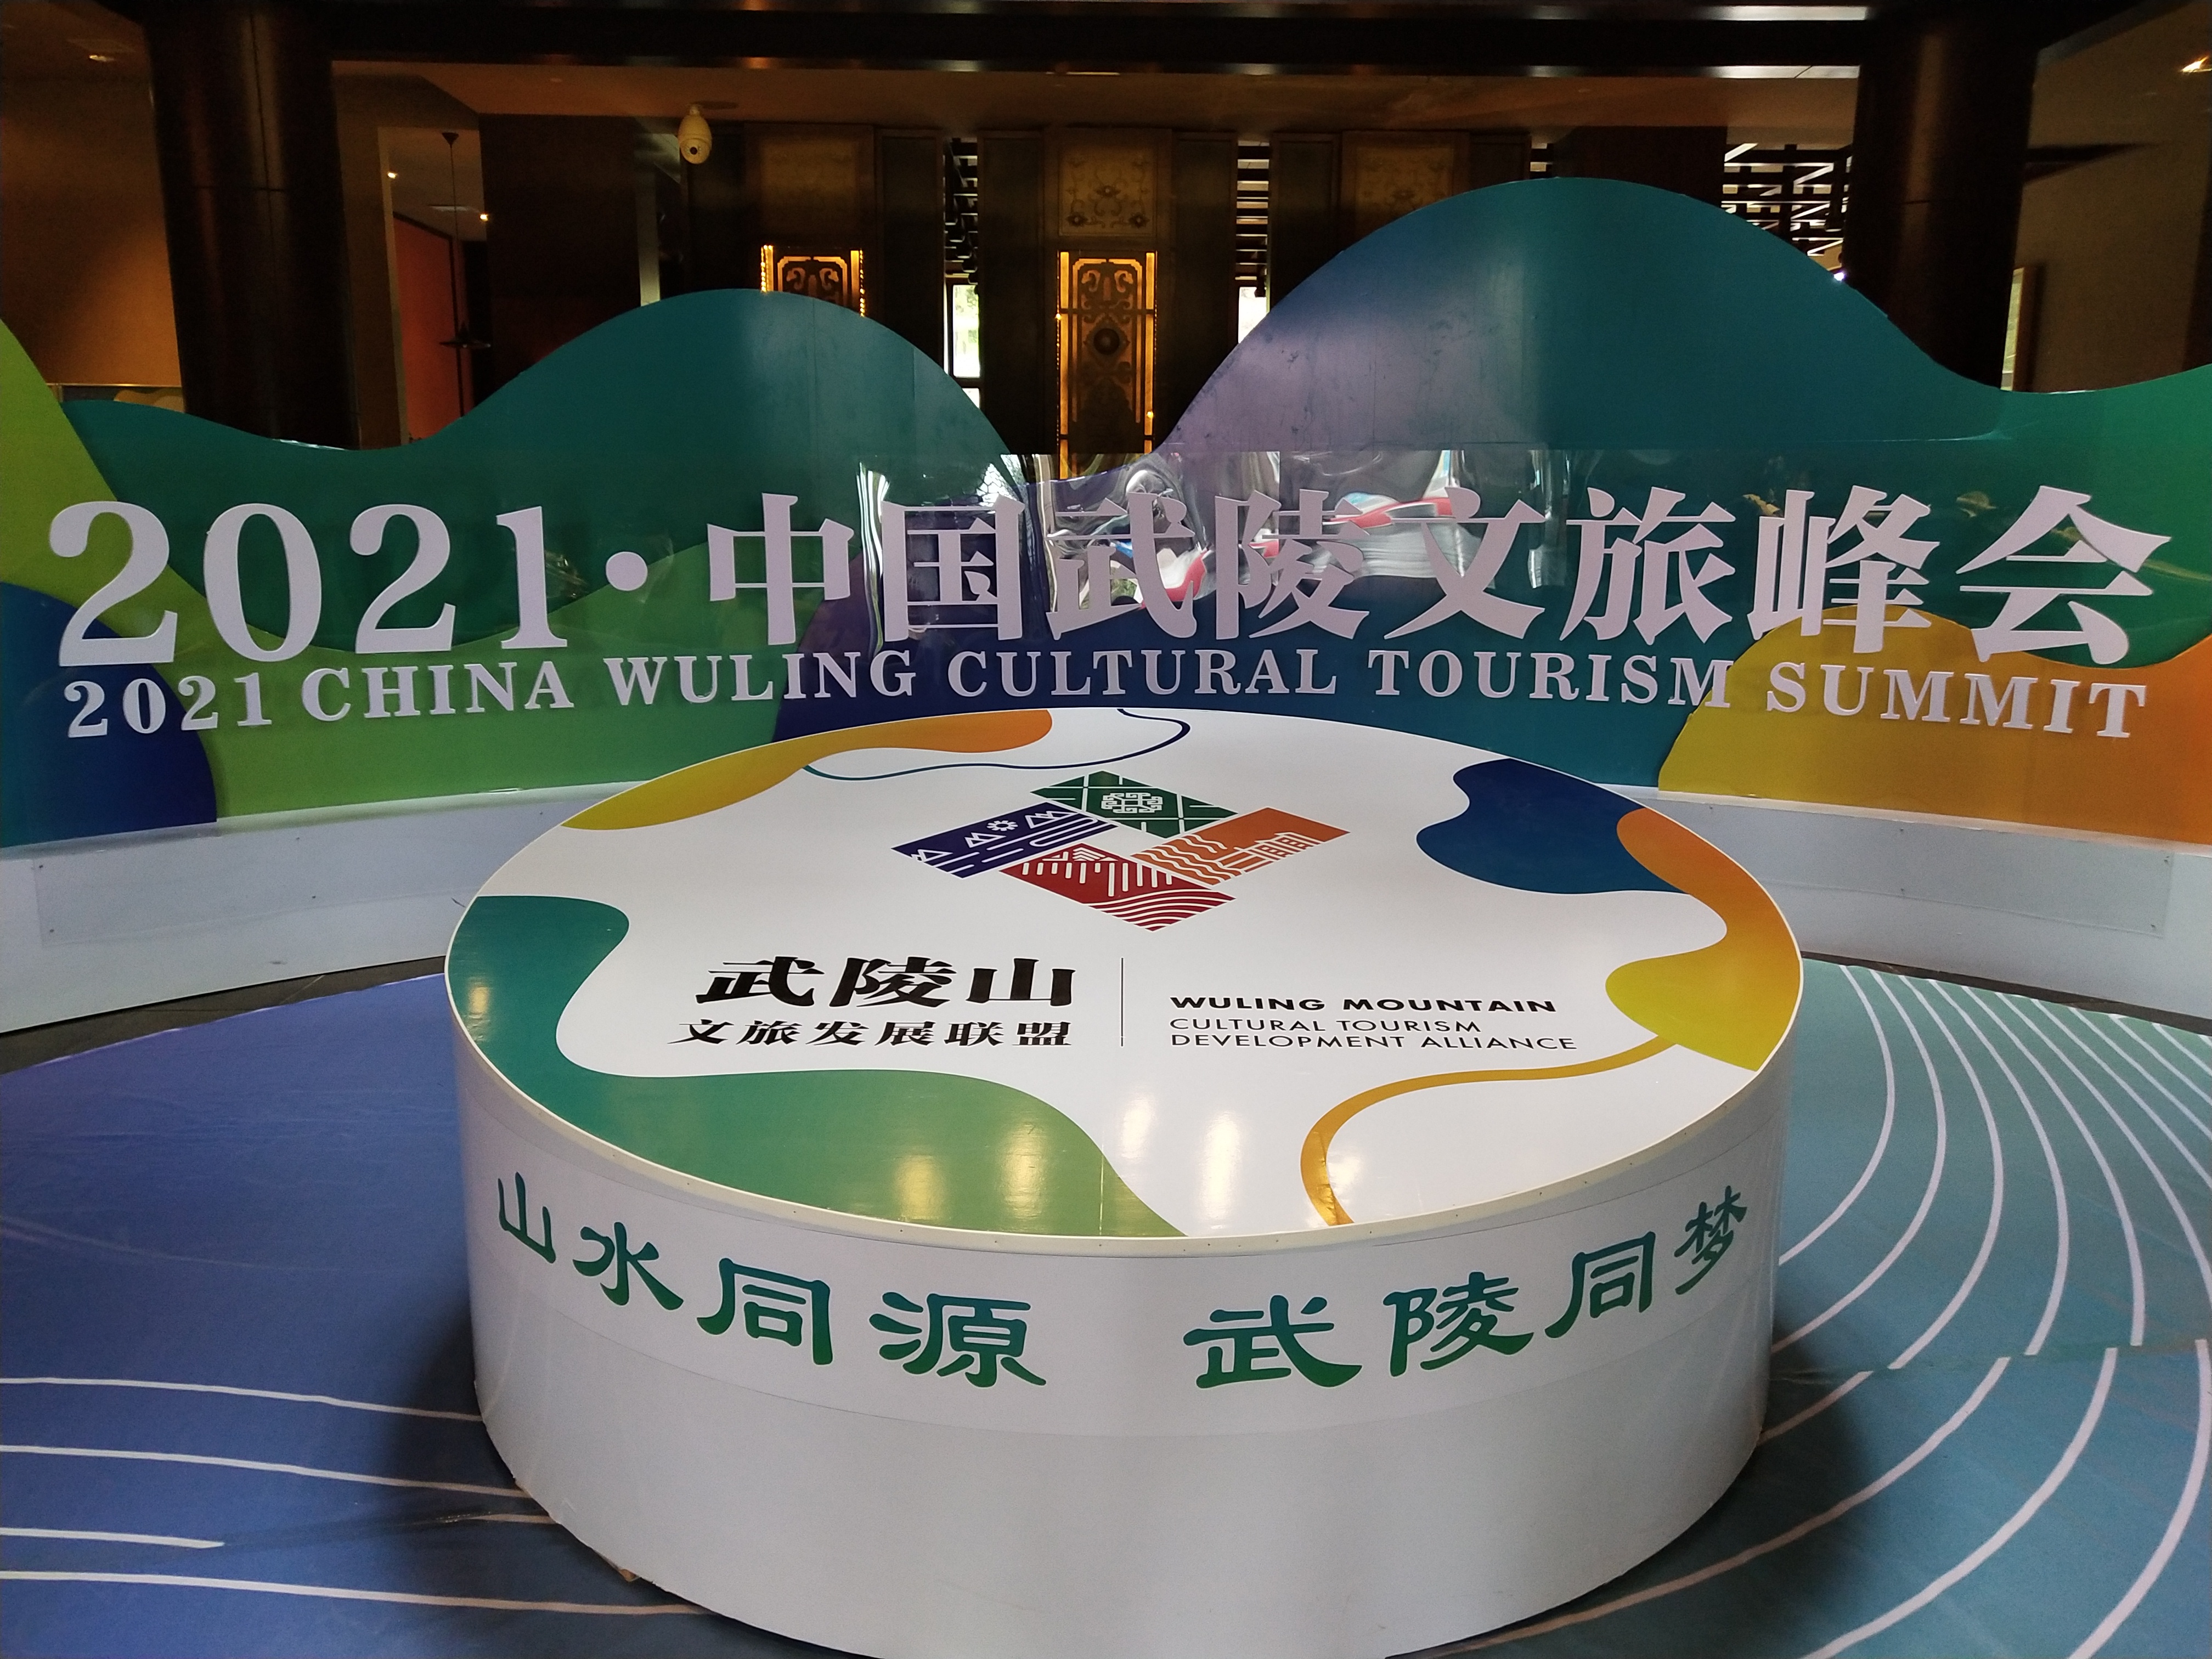 2021·中国武陵文旅峰会
2021 CHINA WULING CULTURAL TOURISM SUMMIT
武陵山
文旅发展联盟
WULING MOUNTAIN
CULTURAL TOURISM
DEVELOPMENT ALLIANCE
山水同源 武陵同梦